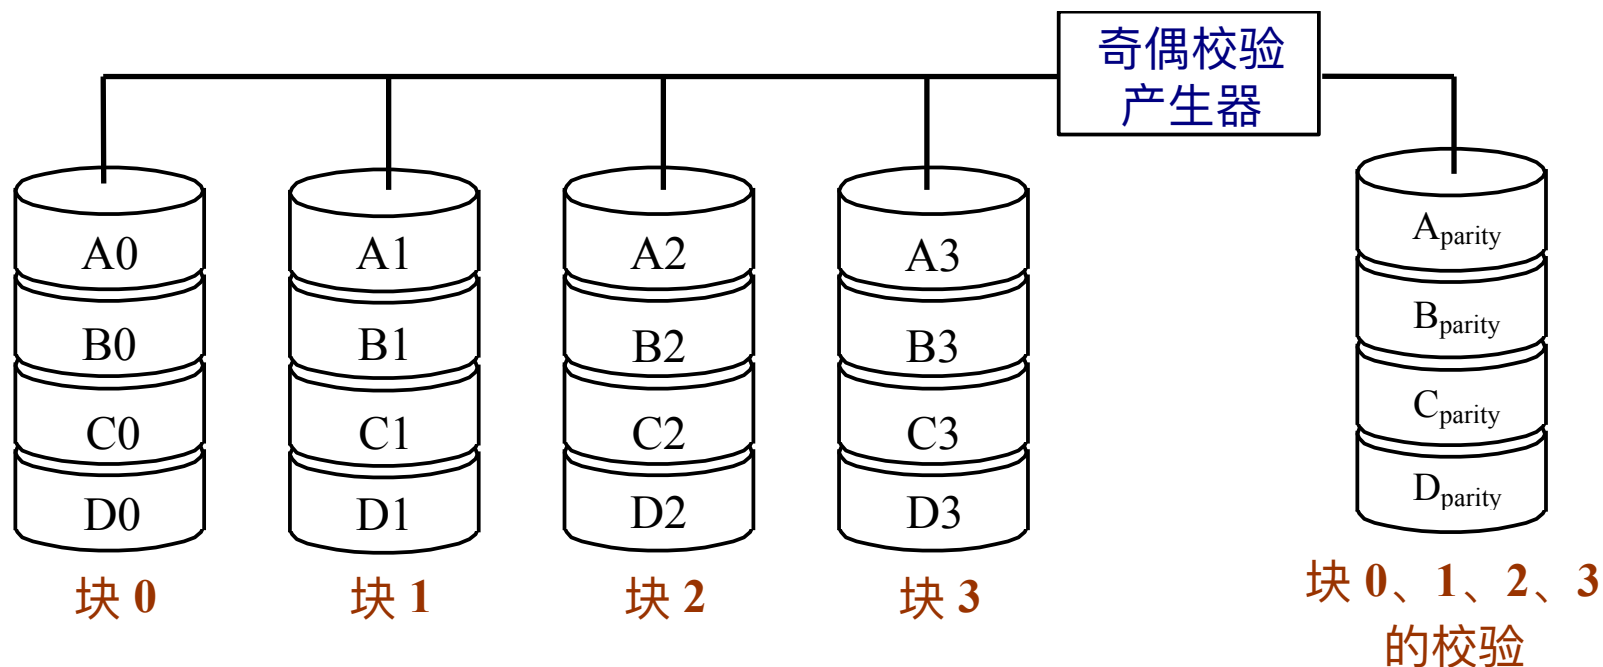 奇偶校验
产生器
A0 A1 A2 A3 Aparity
B0 B1 B2 B3 Bparity
C0 C1 C2 C3 Cparity
D0 D1 D2 D3 Dparity
块 0 块 1 块 2 块 3 块 0、1、2、3
的校验